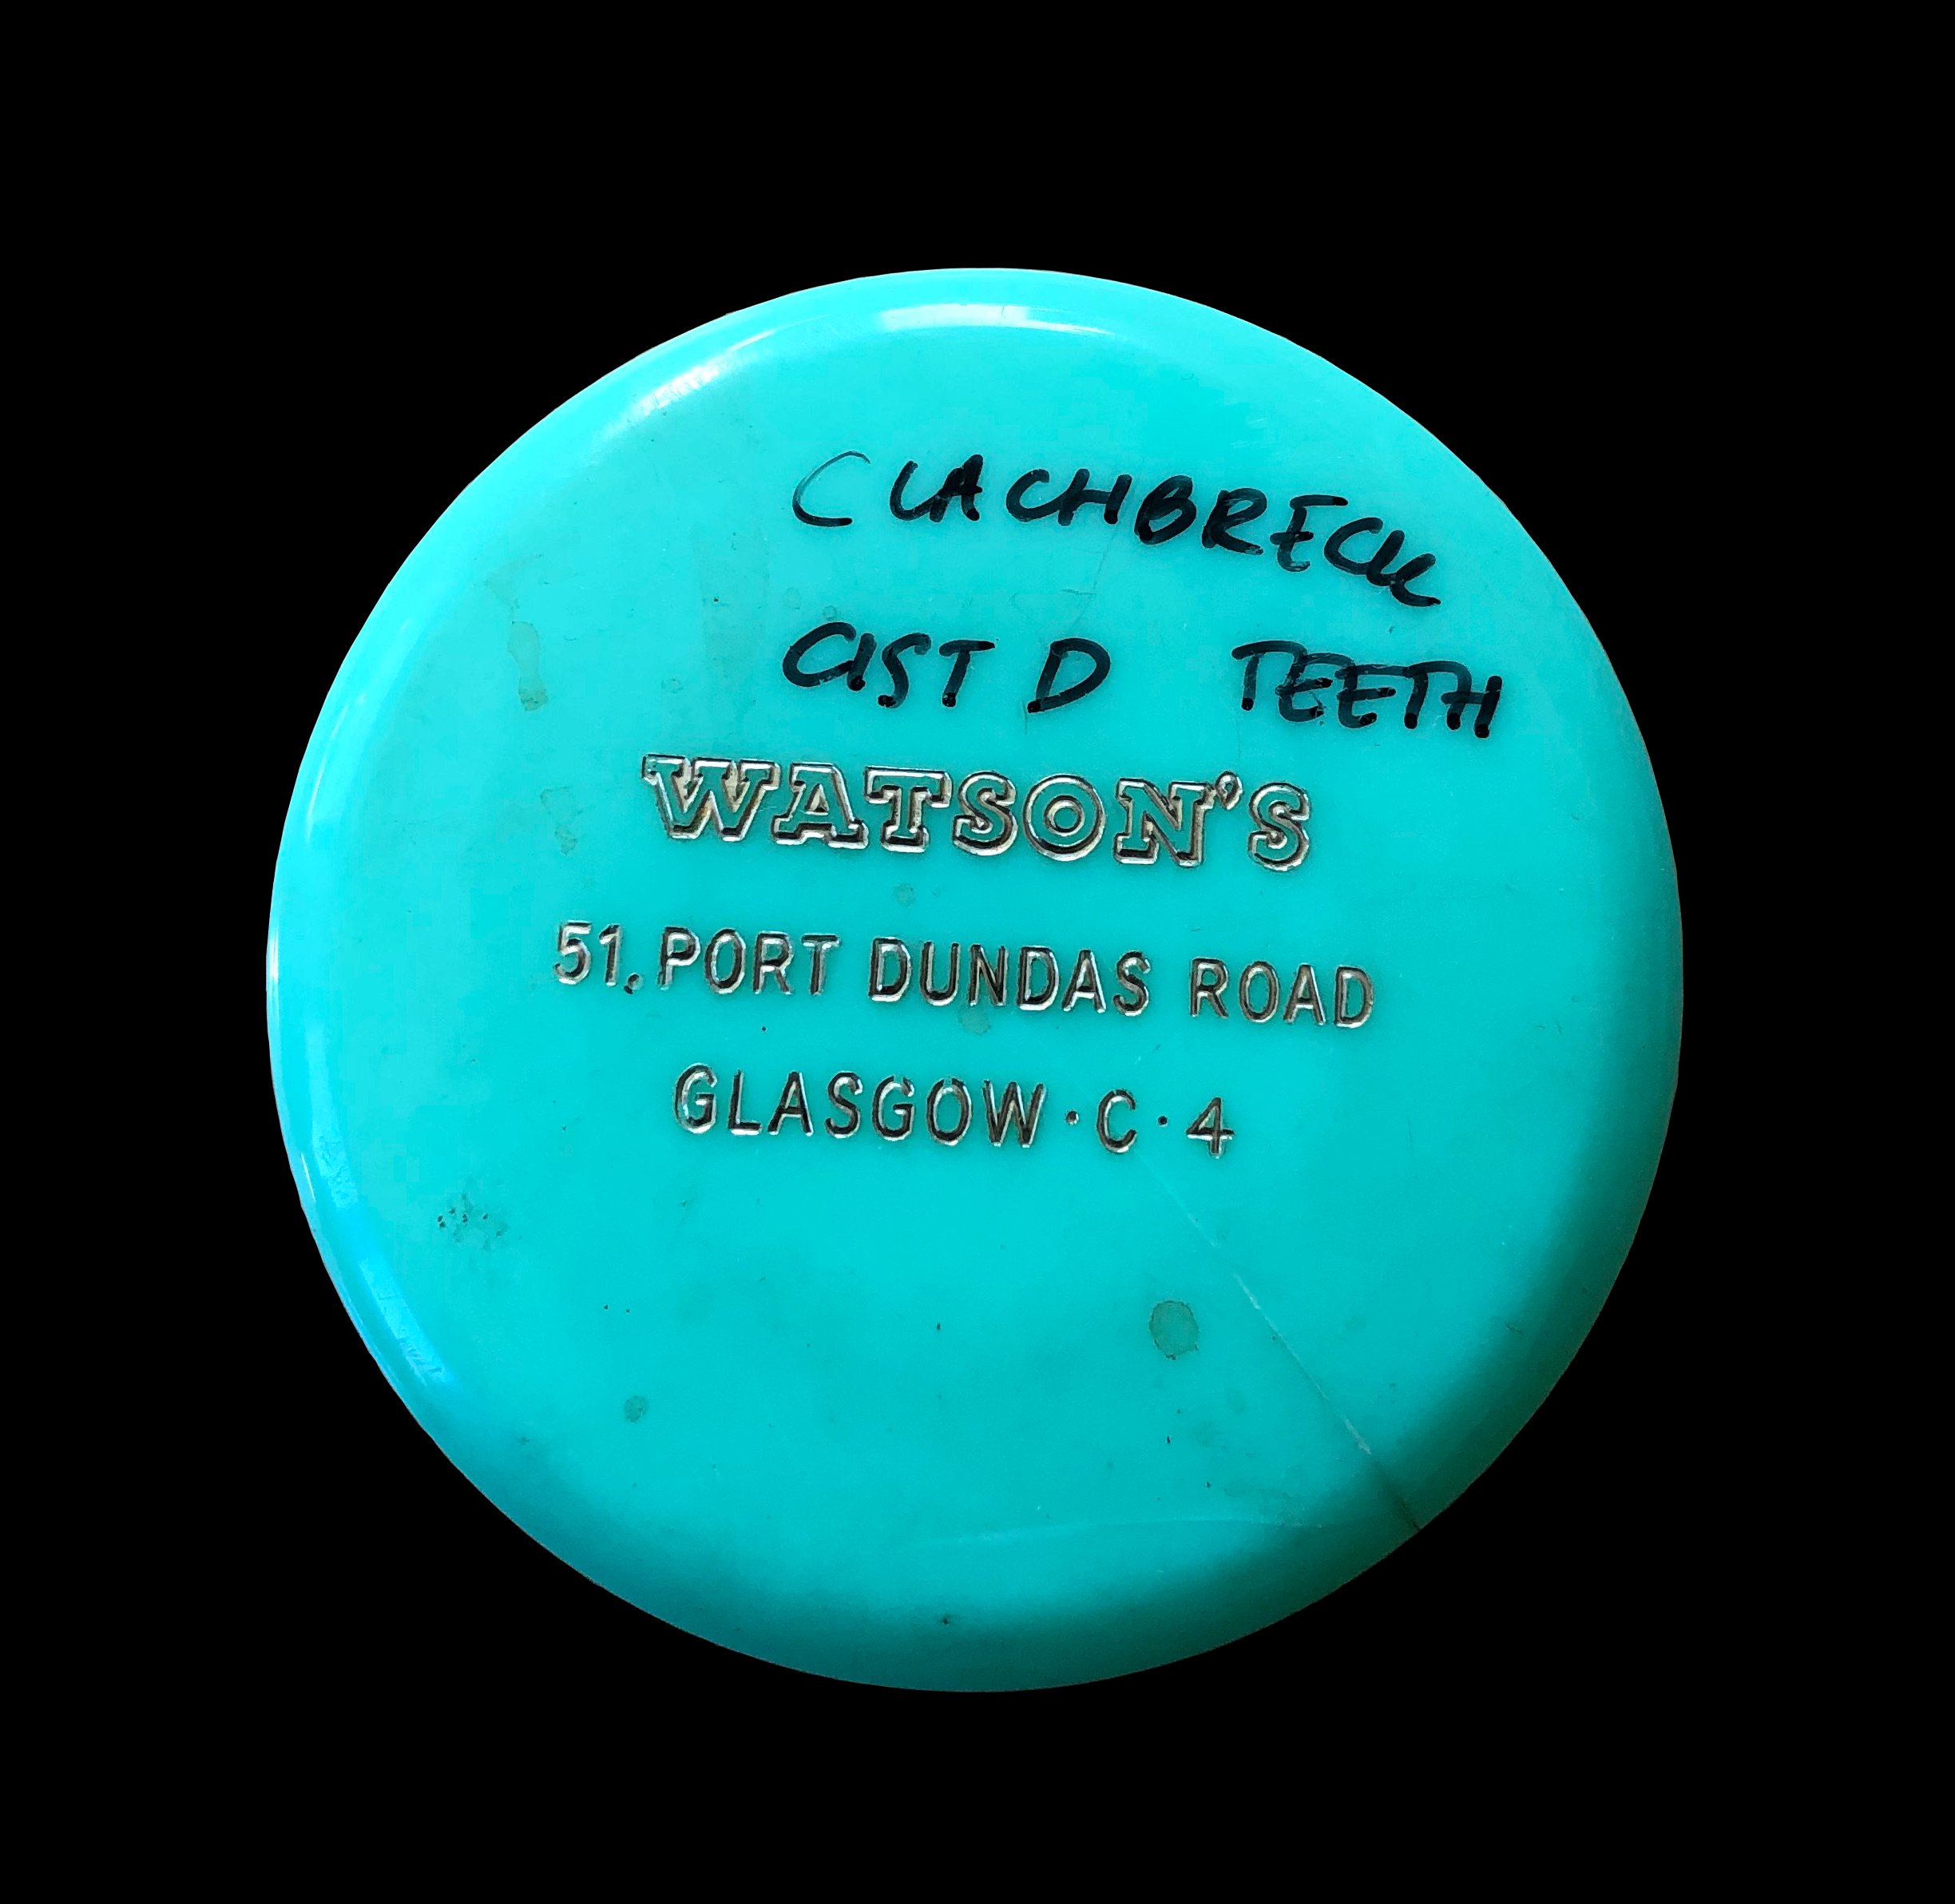 CLACHBRECK
CIST D TEETH
WATSON'S
51, PORT DUNDAS ROAD
GLASGOW · C · 4